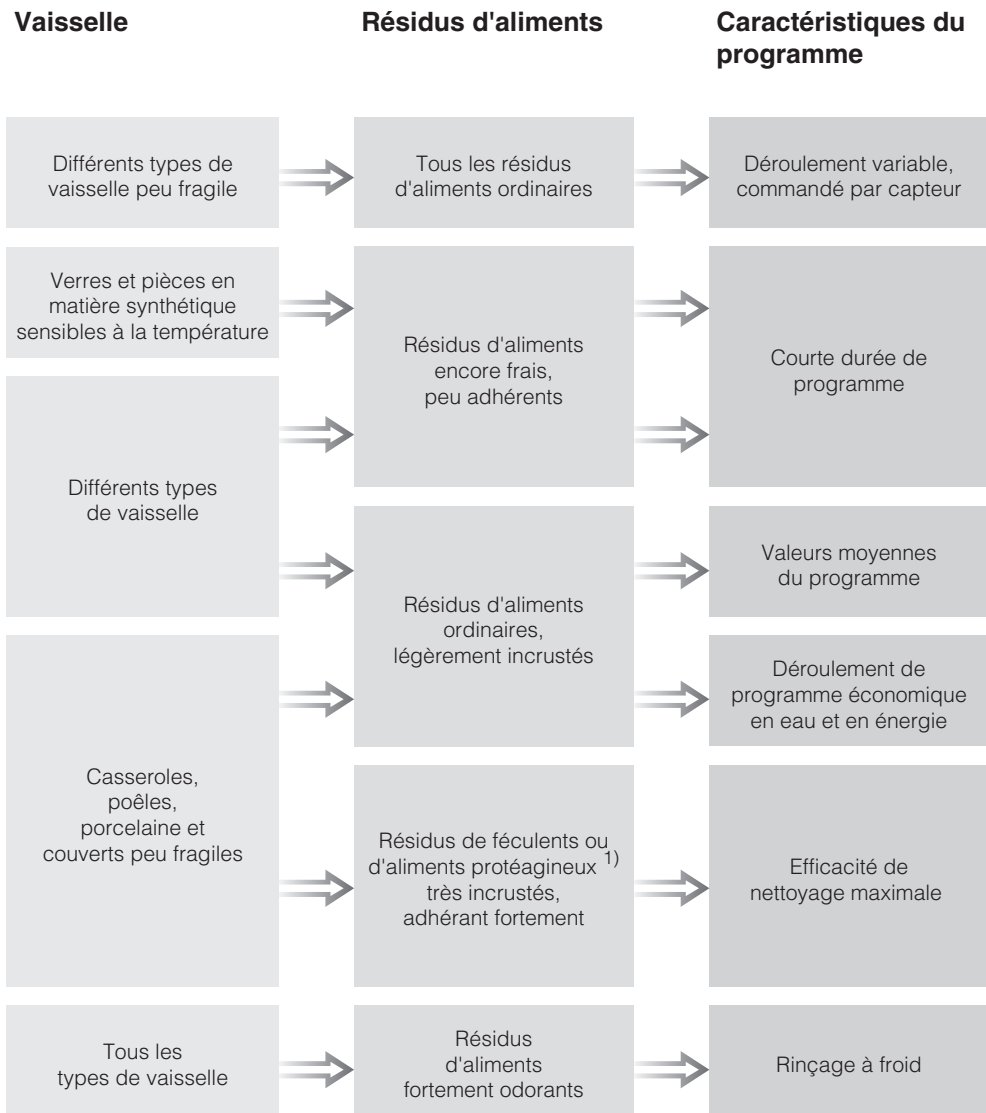 Vaisselle
Résidus d'aliments
Caractéristiques du
programme
Différents types de
vaisselle peu fragile
Tous les résidus
d'aliments ordinaires
Déroulement variable,
commandé par capteur
Verres et pièces en
matière synthétique
sensibles à la température
Résidus d'aliments
encore frais,
peu adhérents
Courte durée de
programme
Différents types
de vaisselle
Résidus d'aliments
ordinaires,
légèrement incrustés
Valeurs moyennes
du programme
Déroulement de
programme économique
en eau et en énergie
Casseroles,
poêles,
porcelaine et
couverts peu fragiles
Résidus de féculents ou
d'aliments protéagineux 1)
très incrustés,
adhérant fortement
Efficacité de
nettoyage maximale
Tous les
types de vaisselle
Résidus
d'aliments
fortement odorants
Rinçage à froid